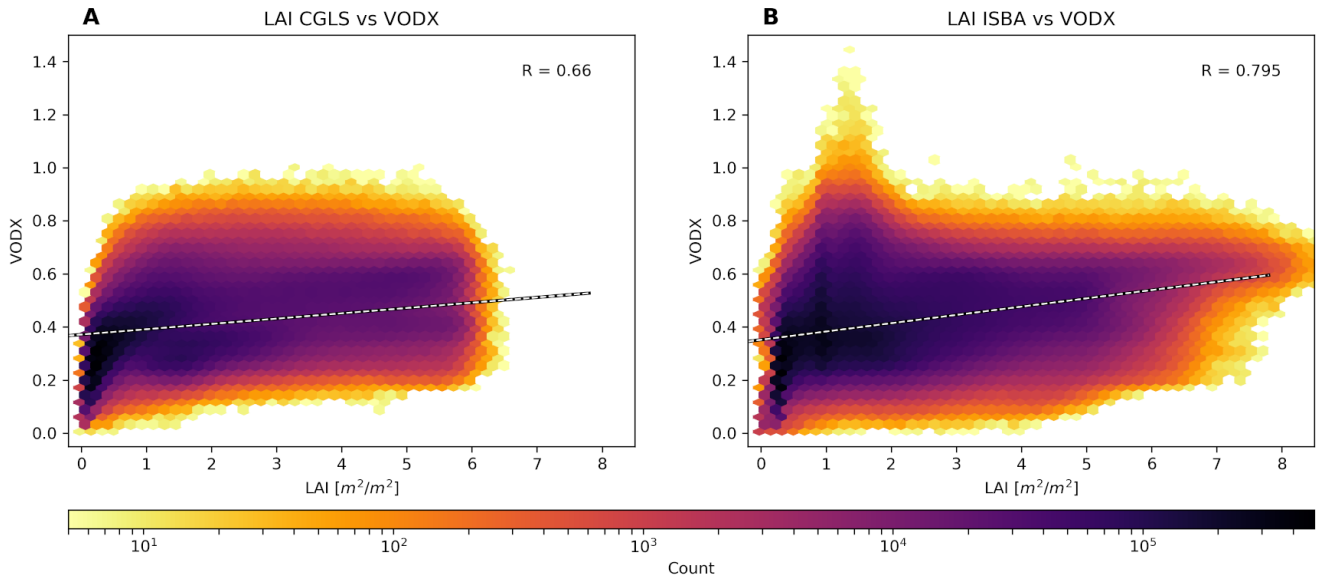 A LAI CGLS vs VODX
R = 0.66
1.4
1.2
1.0
0.8
0.6
0.4
0.2
0.0
VODX
0 1 2 3 4 5 6 7 8
LAI [m²/m²]
B LAI ISBA vs VODX
R = 0.795
1.4
1.2
1.0
0.8
0.6
0.4
0.2
0.0
VODX
0 1 2 3 4 5 6 7 8
LAI [m²/m²]
10¹ 10² 10³ 10⁴ 10⁵
Count